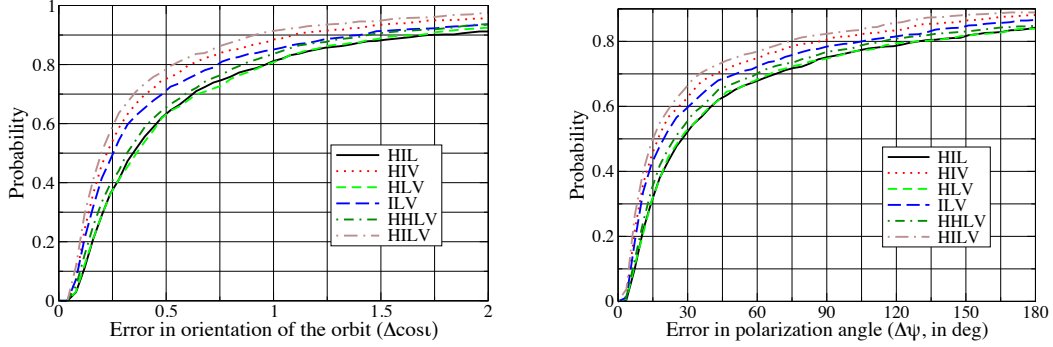 1
0.8
0.6
0.4
0.2
0
Probability
HIL
HIV
HLV
ILV
HHLV
HILV
0 0.5 1 1.5 2
Error in orientation of the orbit (Δcosι)
0.8
0.6
0.4
0.2
0
Probability
HIL
HIV
HLV
ILV
HHLV
HILV
0 30 60 90 120 150 180
Error in polarization angle (Δψ, in deg)